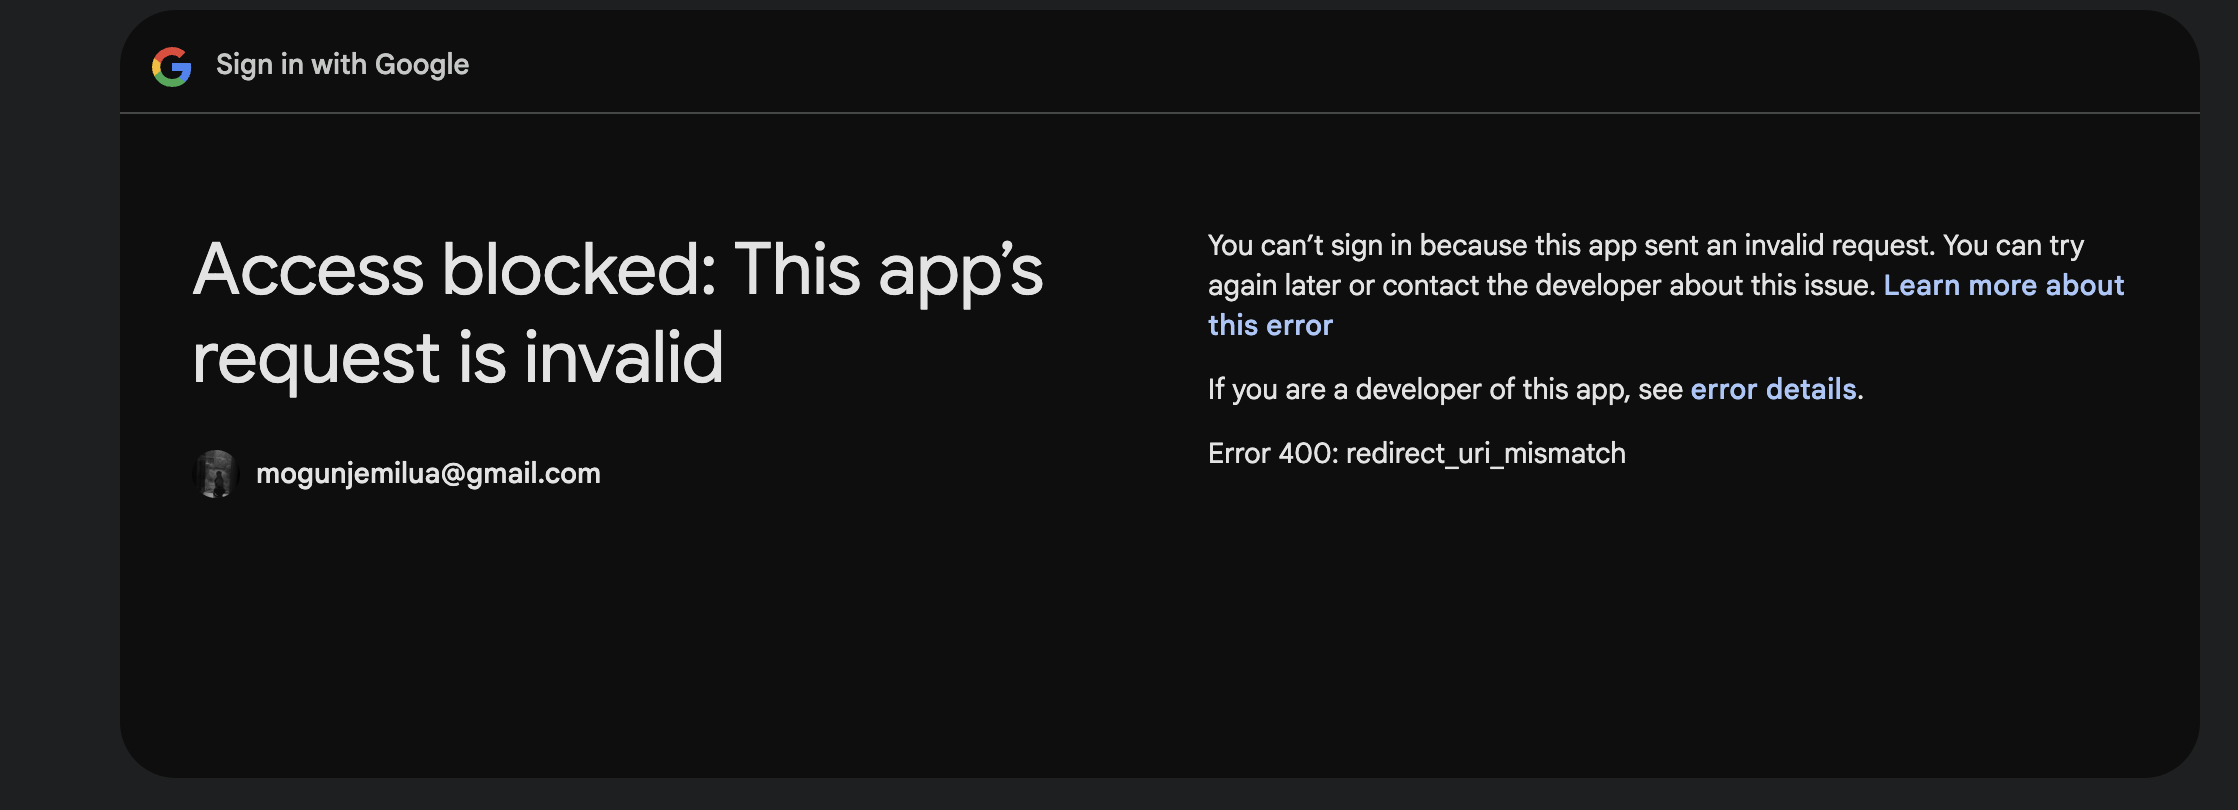 Sign in with Google
Access blocked: This app’s
request is invalid
mogunjemilua@gmail.com
You can’t sign in because this app sent an invalid request. You can try
again later or contact the developer about this issue. Learn more about
this error
If you are a developer of this app, see error details.
Error 400: redirect_uri_mismatch